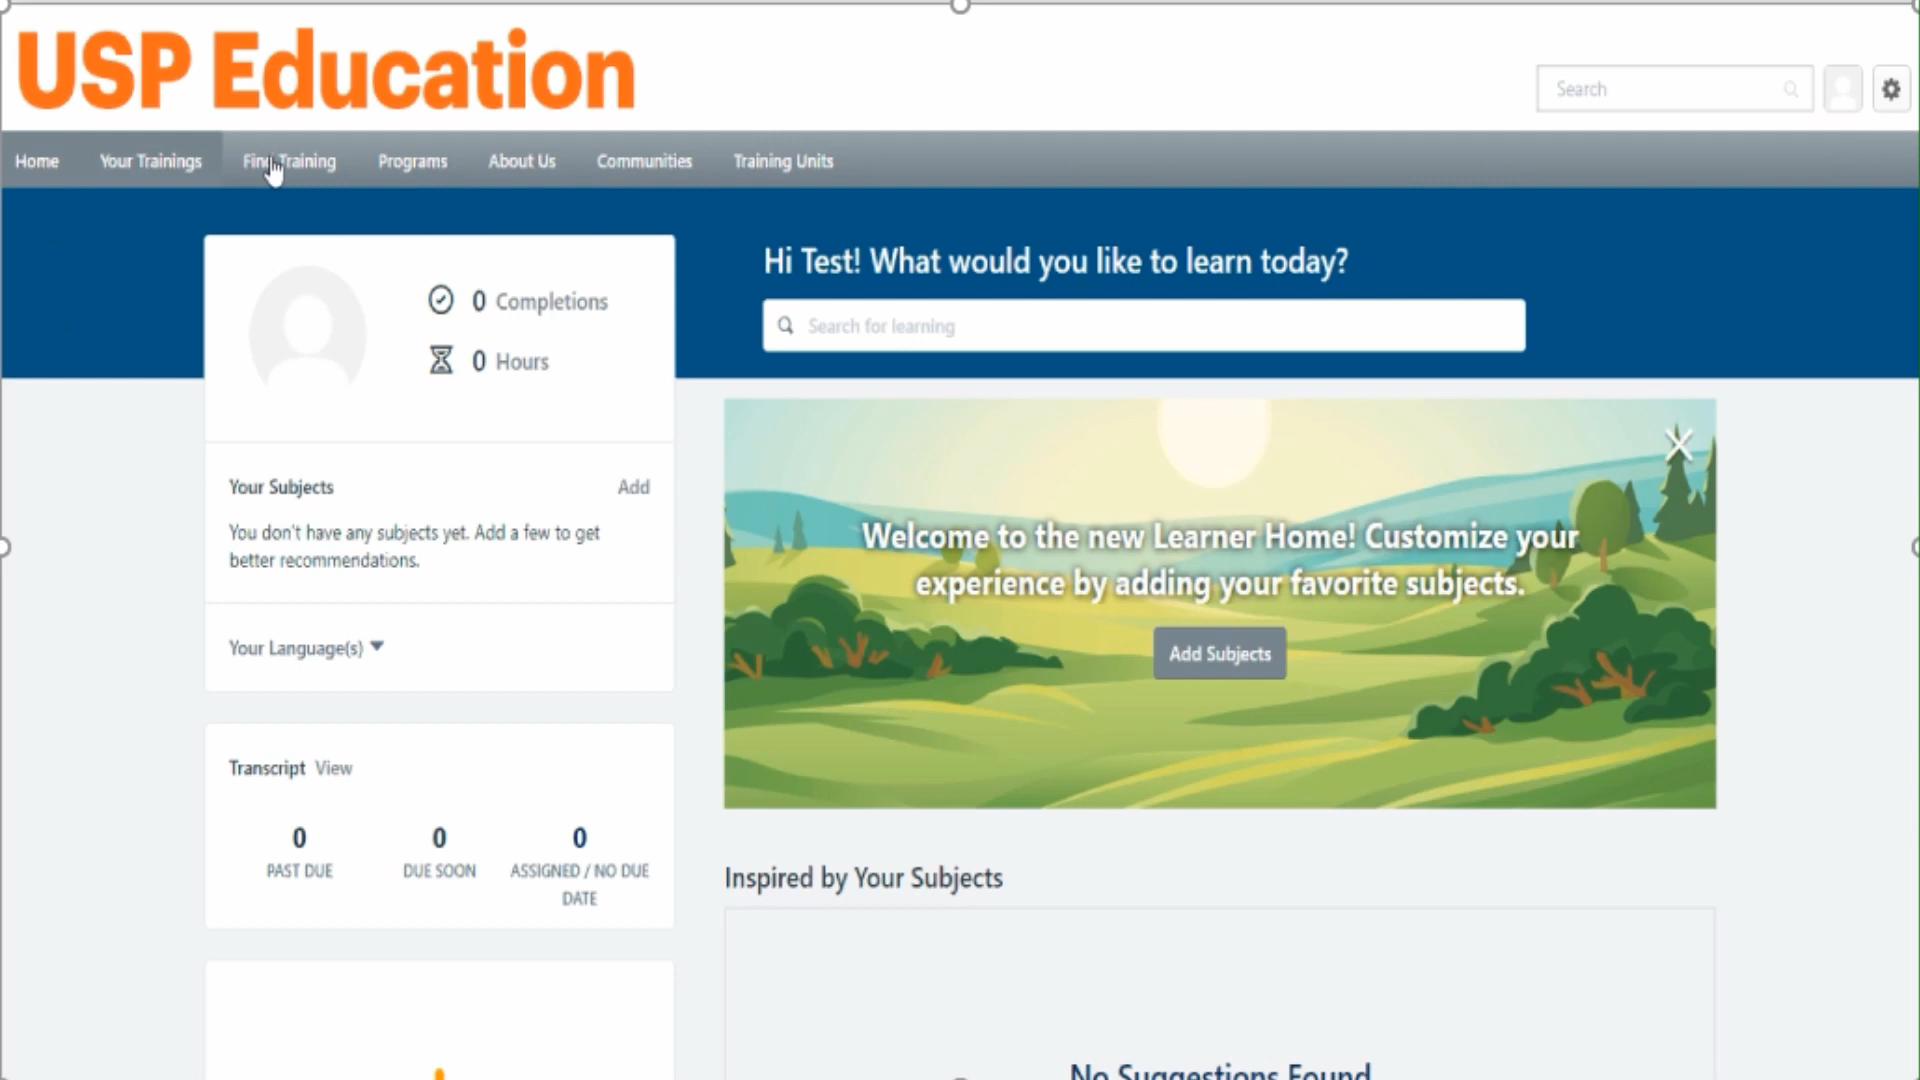 USP Education
Search
Home Your Trainings Find Training Programs About Us Communities Training Units
Hi Test! What would you like to learn today?
Search for learning
0 Completions
0 Hours
Your Subjects Add
You don't have any subjects yet. Add a few to get
better recommendations.
Your Language(s)
Transcript View
0 PAST DUE
0 DUE SOON
0 ASSIGNED / NO DUE
DATE
Welcome to the new Learner Home! Customize your
experience by adding your favorite subjects.
Add Subjects
Inspired by Your Subjects
No Suggestions Found